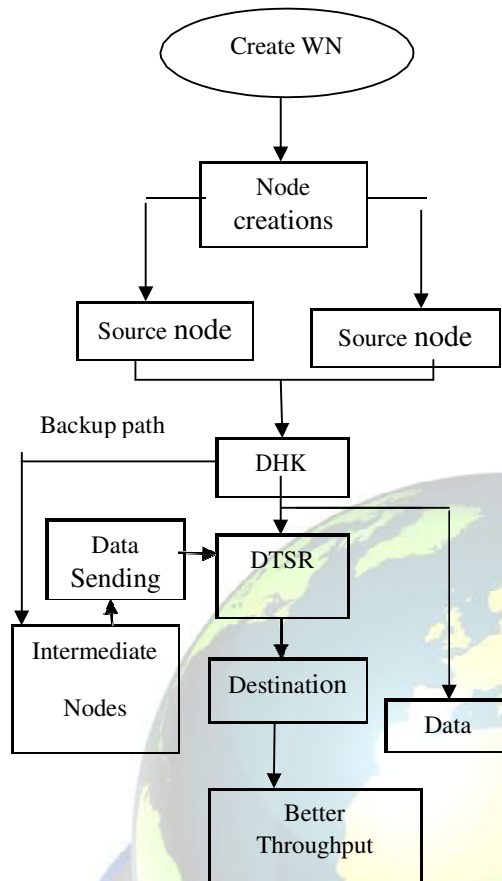 Create WN
Node
creations
Source node
Source node
Backup path
DHK
Data
Sending
DTSR
Intermediate
Nodes
Destination
Data
Better
Throughput